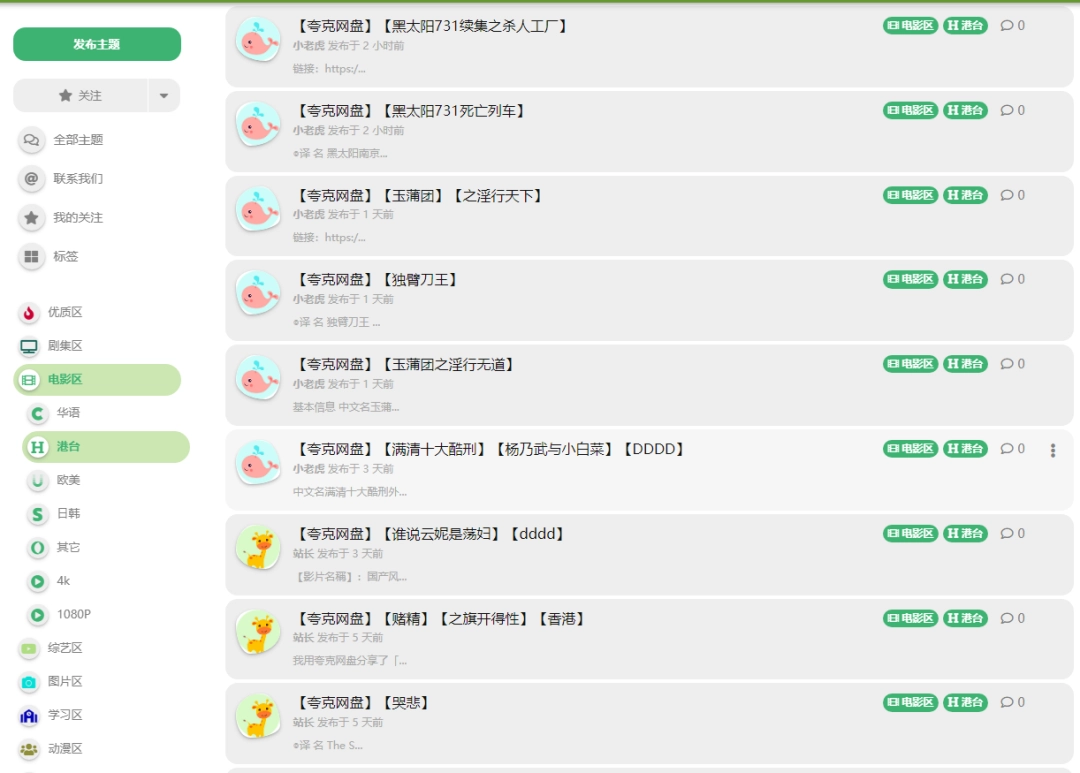 发布主题
关注
全部主题
联系我们
我的关注
标签
优质区
剧集区
电影区
华语
港台
欧美
日韩
其它
4k
1080P
综艺区
图片区
学习区
动漫区
【夸克网盘】【黑太阳731续集之杀人工厂】
电影区 港台 0
小老虎 发布于 2 小时前
链接：https:/...
【夸克网盘】【黑太阳731死亡列车】
电影区 港台 0
小老虎 发布于 2 小时前
◎译 名 黑太阳南京...
【夸克网盘】【玉蒲团】【之淫行天下】
电影区 港台 0
小老虎 发布于 1 天前
链接：https:/...
【夸克网盘】【独臂刀王】
电影区 港台 0
小老虎 发布于 1 天前
◎译 名 独臂刀王 ...
【夸克网盘】【玉蒲团之淫行无道】
电影区 港台 0
小老虎 发布于 1 天前
基本信息 中文名玉蒲...
【夸克网盘】【满清十大酷刑】【杨乃武与小白菜】【DDDD】
电影区 港台 0
小老虎 发布于 3 天前
中文名满清十大酷刑外...
【夸克网盘】【谁说云妮是荡妇】【dddd】
电影区 港台 0
站长 发布于 3 天前
【影片名稱】：国产风...
【夸克网盘】【赌精】【之旗开得性】【香港】
电影区 港台 0
站长 发布于 5 天前
我用夸克网盘分享了「...
【夸克网盘】【哭悲】
电影区 港台 0
站长 发布于 5 天前
◎译 名 The S...